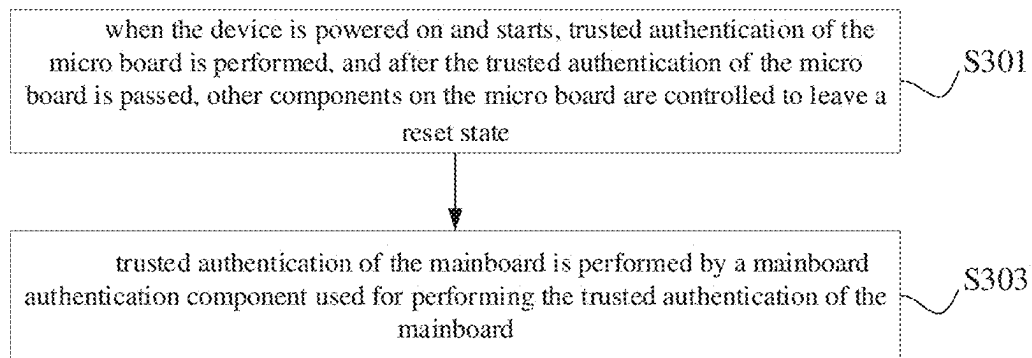 when the device is powered on and starts, trusted authentication of the
micro board is performed, and after the trusted authentication of the micro
board is passed, other components on the micro board are controlled to leave a
reset state
S301
trusted authentication of the mainboard is performed by a mainboard
authentication component used for performing the trusted authentication of the
mainboard
S303